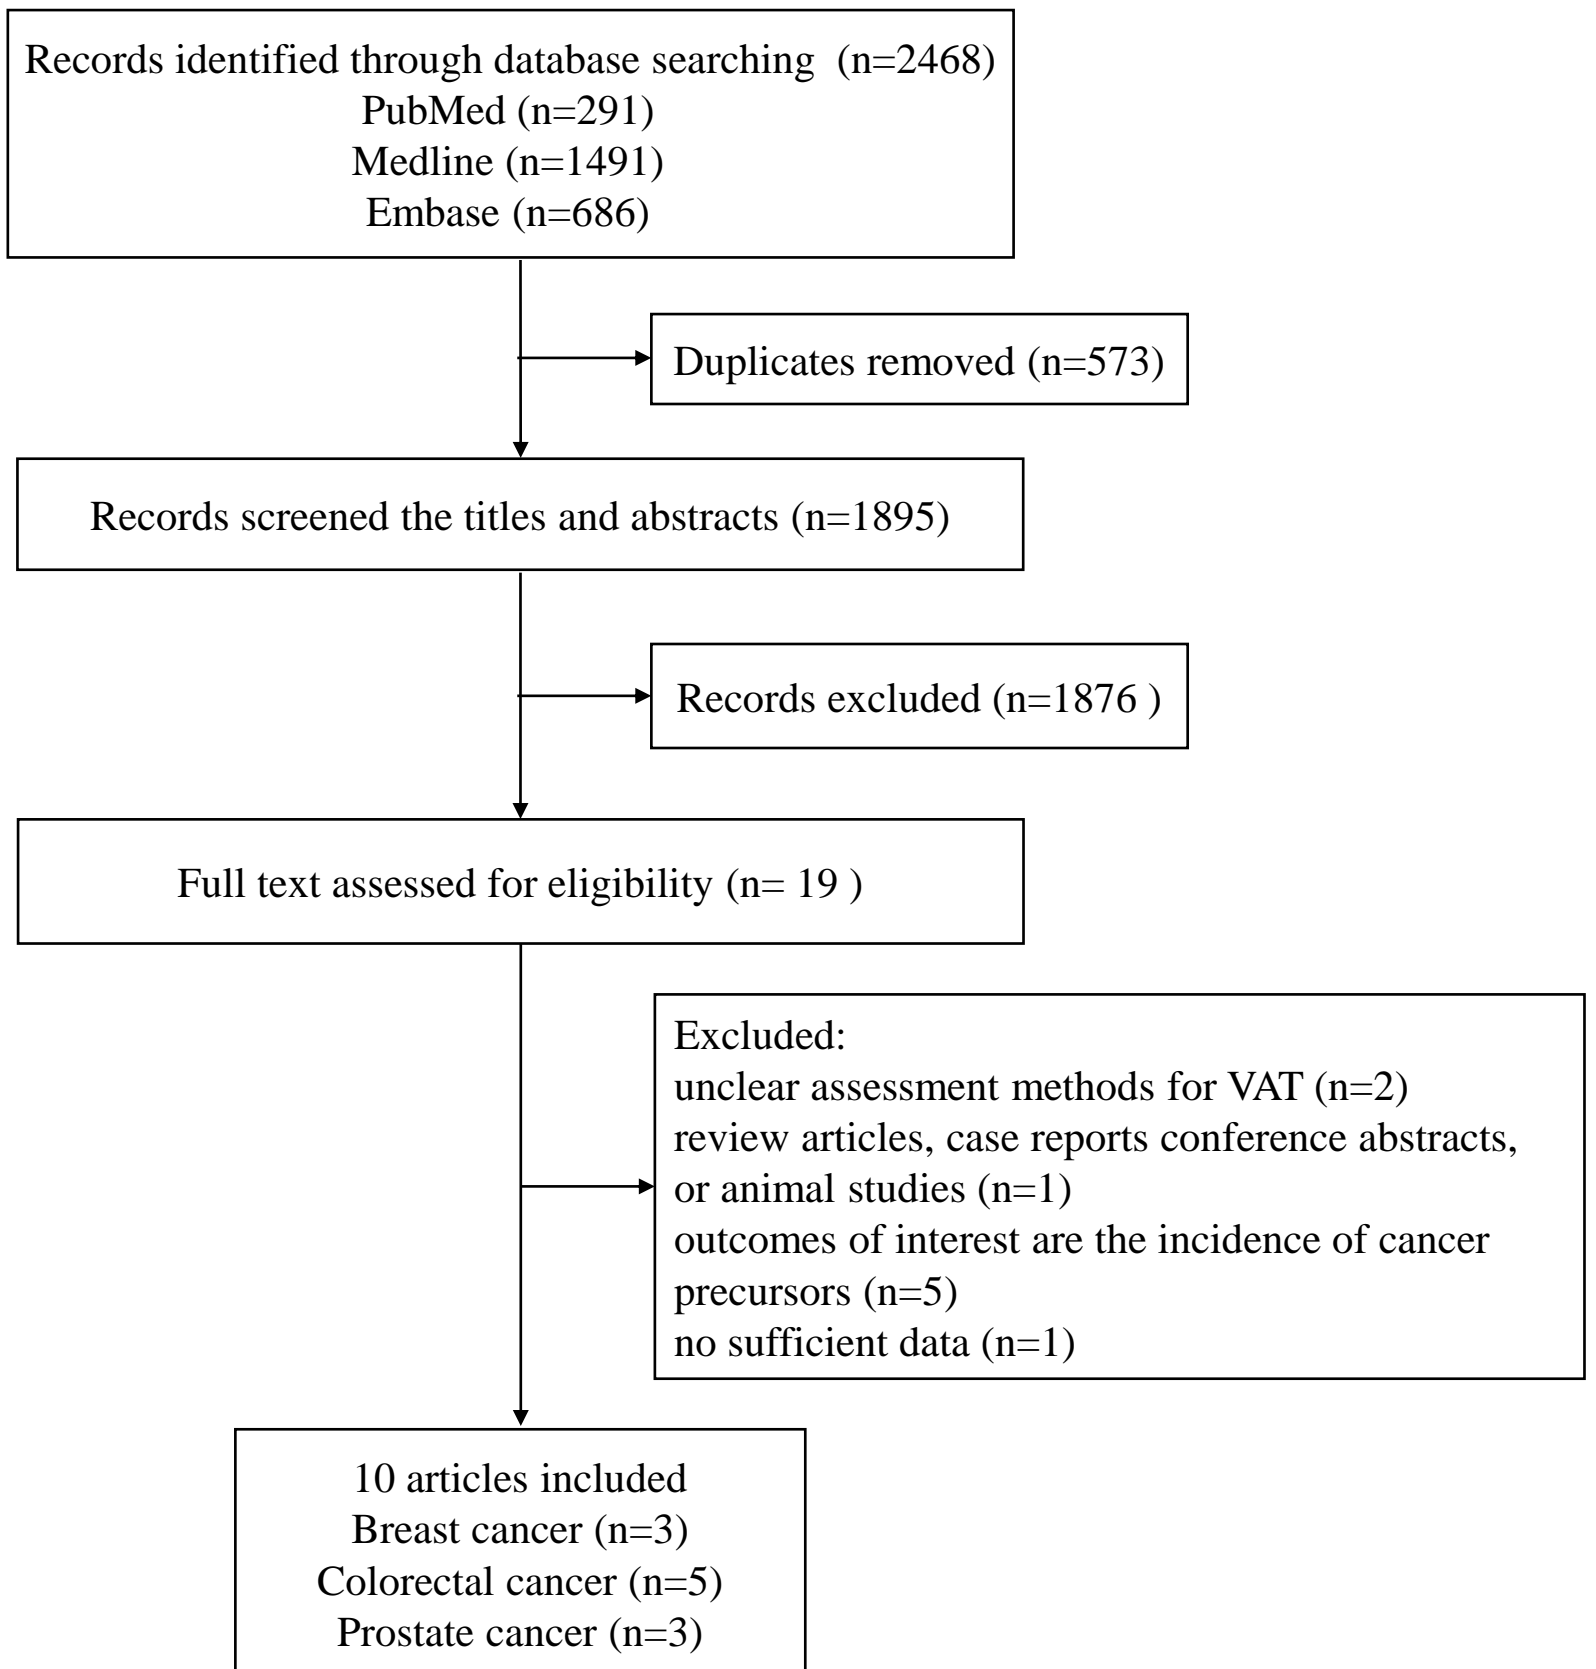 Records identified through database searching  (n=2468)
PubMed (n=291)
Medline (n=1491)
Embase (n=686)
Duplicates removed (n=573)
Records screened the titles and abstracts (n=1895)
Records excluded (n=1876 )
Full text assessed for eligibility (n= 19 )
Excluded:
unclear assessment methods for VAT (n=2)
review articles, case reports conference abstracts,
or animal studies (n=1)
outcomes of interest are the incidence of cancer
precursors (n=5)
no sufficient data (n=1)
10 articles included
Breast cancer (n=3)
Colorectal cancer (n=5)
Prostate cancer (n=3)